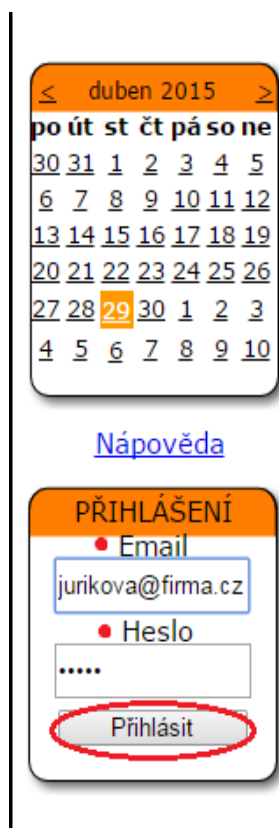 < duben 2015 >
po út st čt pá so ne
30 31 1 2 3 4 5
6 7 8 9 10 11 12
13 14 15 16 17 18 19
20 21 22 23 24 25 26
27 28 29 30 1 2 3
4 5 6 7 8 9 10
Nápověda
PŘIHLÁŠENÍ
Email
jurikova@firma.cz
Heslo
•••••
Přihlásit